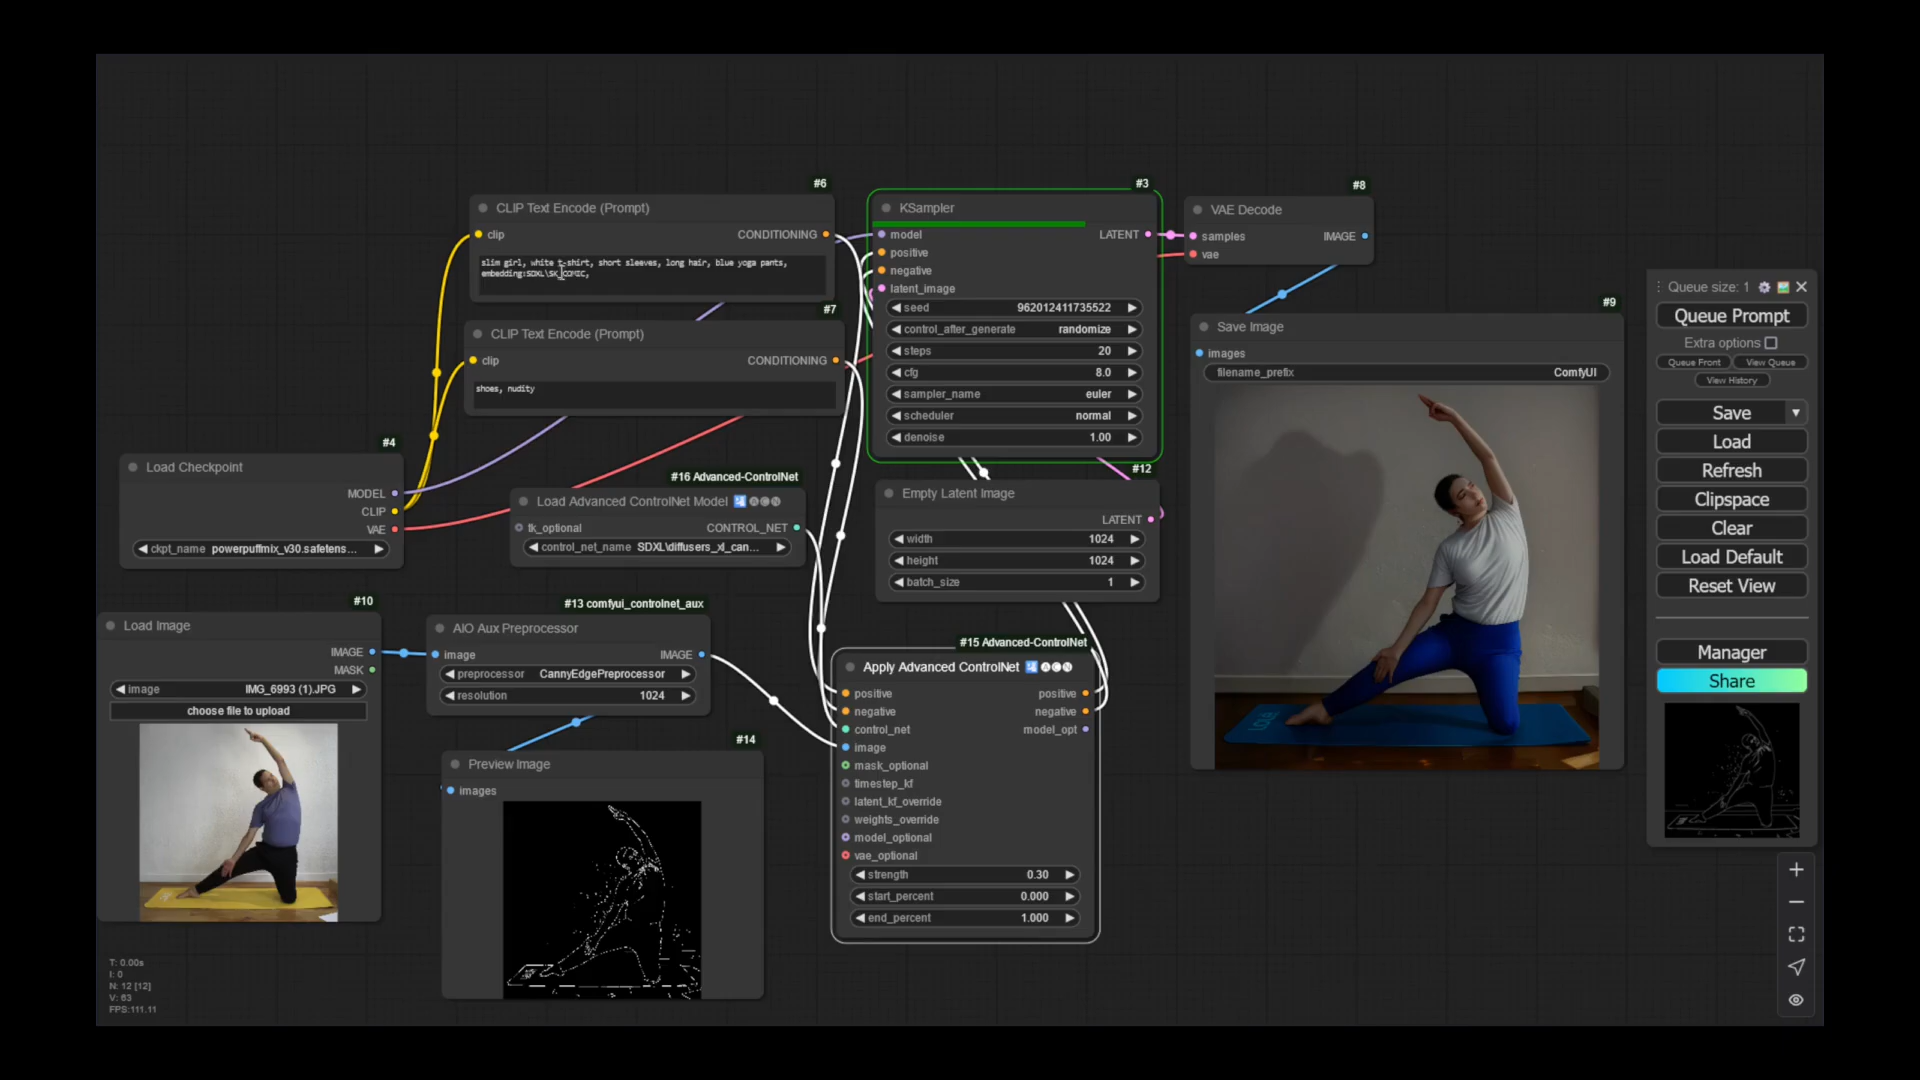 #6
CLIP Text Encode (Prompt)
clip
CONDITIONING
slim girl, white t-shirt, short sleeves, long hair, blue yoga pants,
embedding:SDXL\SK_COMIC,
#7
CLIP Text Encode (Prompt)
clip
CONDITIONING
shoes, nudity
#3
KSampler
model
LATENT
positive
negative
latent_image
seed 962012411735522
control_after_generate randomize
steps 20
cfg 8.0
sampler_name euler
scheduler normal
denoise 1.00
#8
VAE Decode
samples
IMAGE
vae
#9
Save Image
images
filename_prefix ComfyUI
Queue size: 1
Queue Prompt
Extra options
Queue Front
View Queue
View History
Save
Load
Refresh
Clipspace
Clear
Load Default
Reset View
Manager
Share
#4
Load Checkpoint
MODEL
CLIP
VAE
ckpt_name powerpuffmix_v30.safetens...
#16 Advanced-ControlNet
Load Advanced ControlNet Model
tk_optional
CONTROL_NET
control_net_name SDXL\diffusers_xl_can...
#12
Empty Latent Image
LATENT
width 1024
height 1024
batch_size 1
#10
Load Image
IMAGE
MASK
image IMG_6993 (1).JPG
choose file to upload
#13 comfyui_controlnet_aux
AIO Aux Preprocessor
image
IMAGE
preprocessor CannyEdgePreprocessor
resolution 1024
#14
Preview Image
images
#15 Advanced-ControlNet
Apply Advanced ControlNet
positive positive
negative negative
control_net model_opt
image
mask_optional
timestep_kf
latent_kf_override
weights_override
model_optional
vae_optional
strength 0.30
start_percent 0.000
end_percent 1.000
T: 0.00s
I: 0
N: 12 [12]
V: 63
FPS:111.11